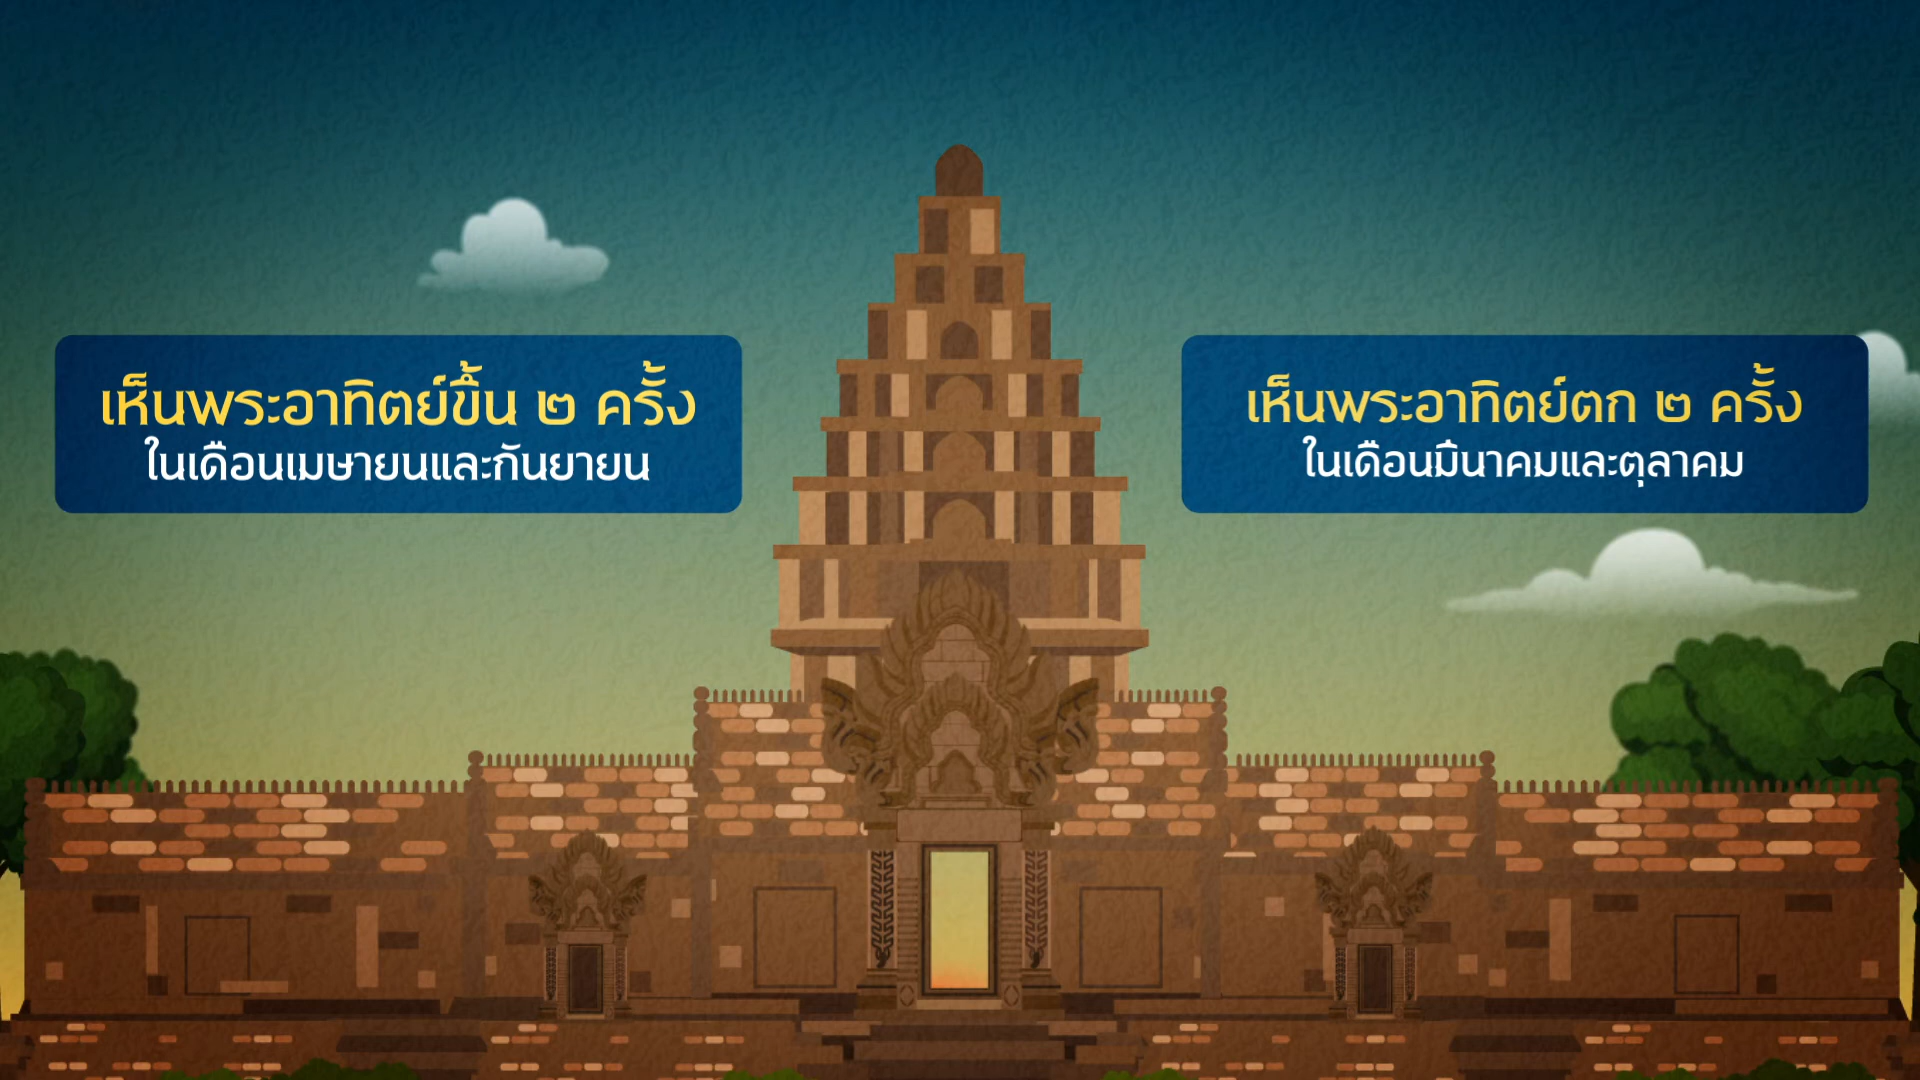 เห็นพระอาทิตย์ขึ้น ๒ ครั้ง
ในเดือนเมษายนและกันยายน
เห็นพระอาทิตย์ตก ๒ ครั้ง
ในเดือนมีนาคมและตุลาคม